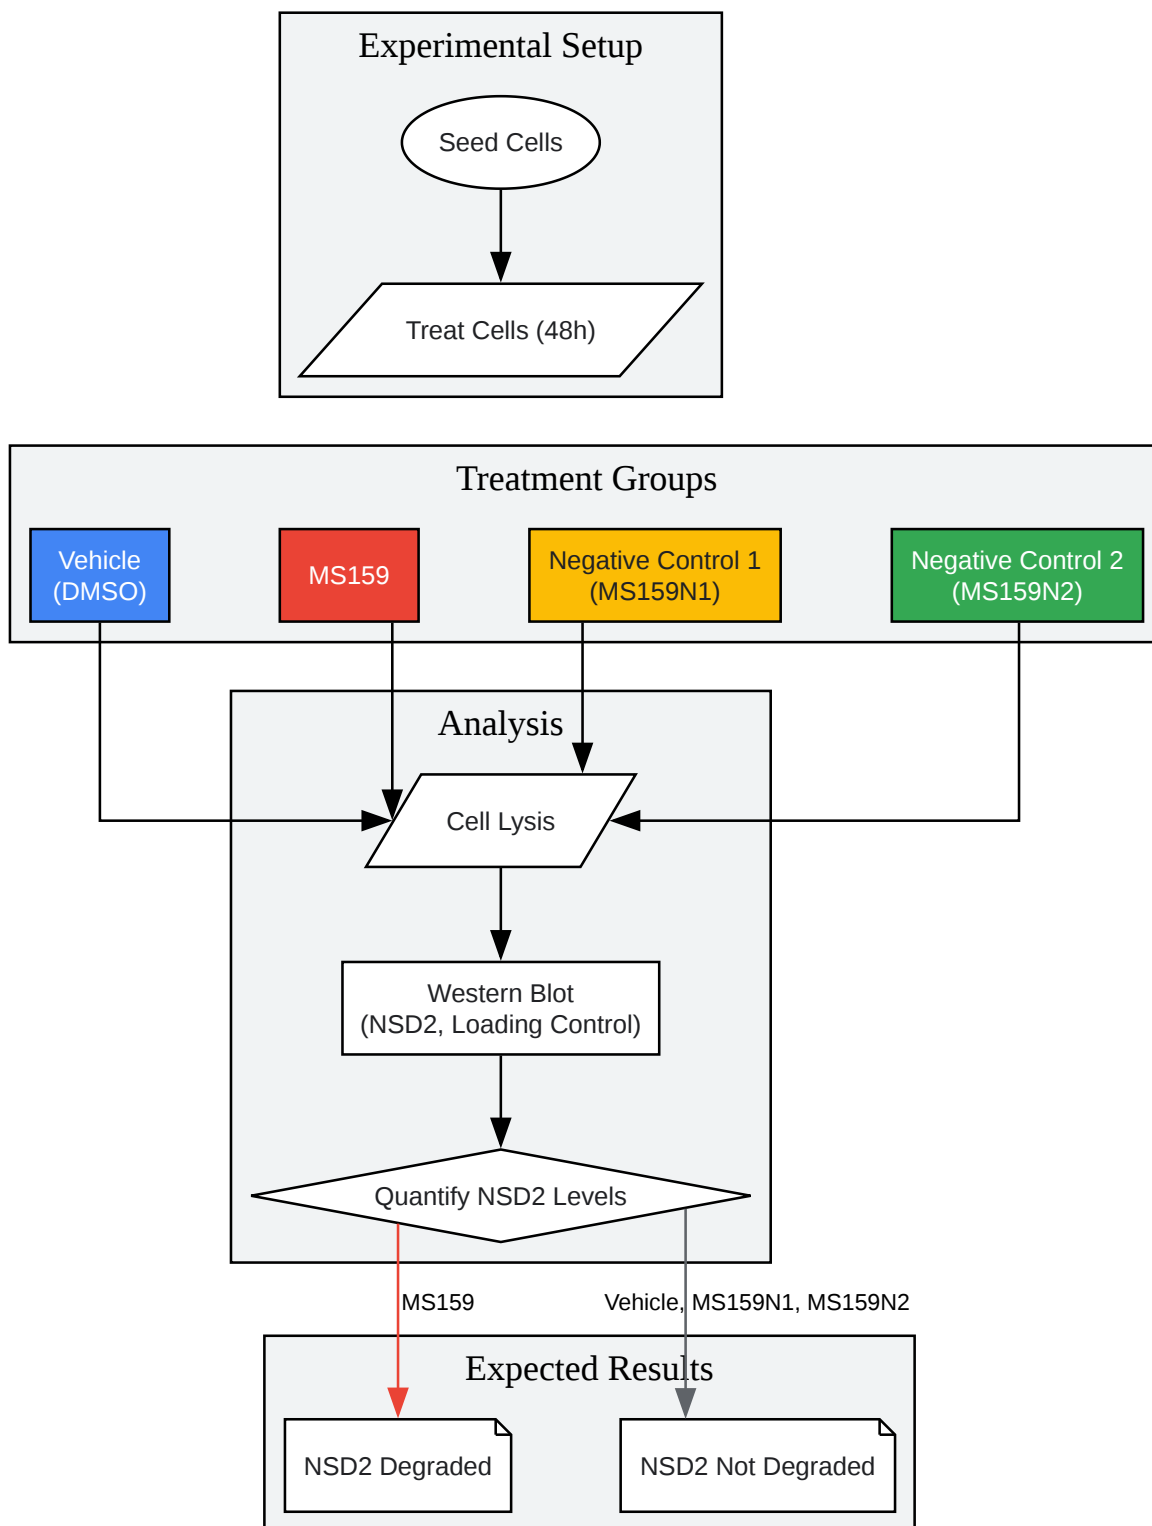 Experimental Setup
Seed Cells
Treat Cells (48h)
Treatment Groups
Vehicle
(DMSO)
MS159
Negative Control 1
(MS159N1)
Negative Control 2
(MS159N2)
Analysis
Cell Lysis
Western Blot
(NSD2, Loading Control)
Quantify NSD2 Levels
MS159
Vehicle, MS159N1, MS159N2
Expected Results
NSD2 Degraded
NSD2 Not Degraded